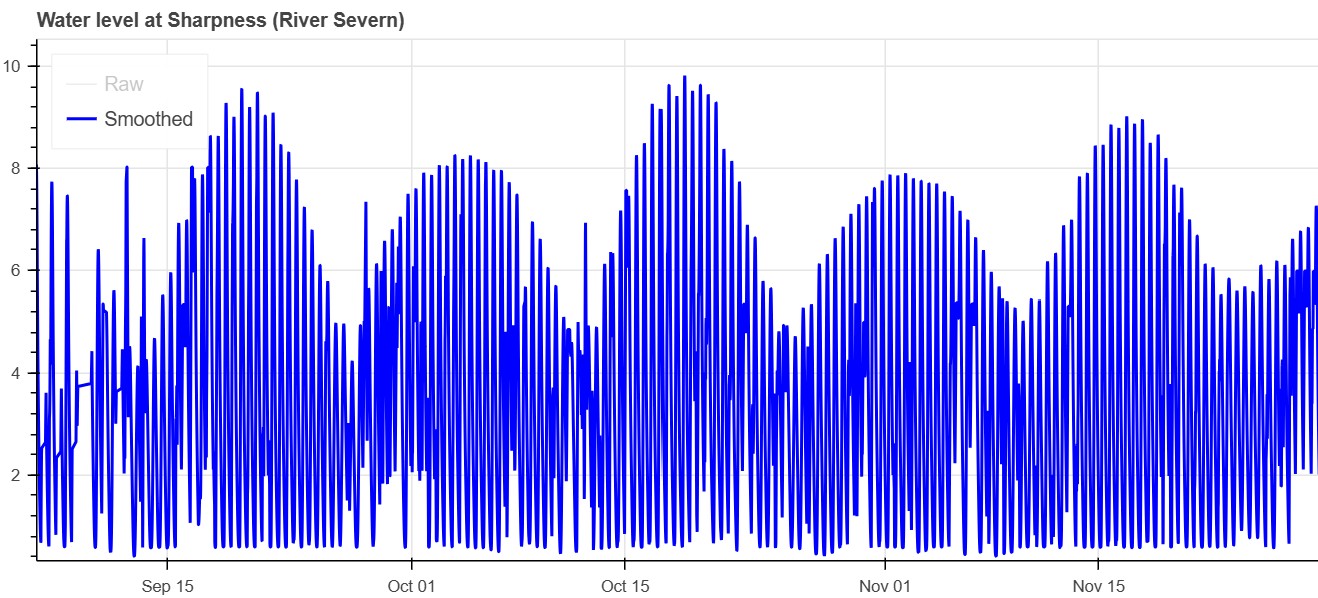 Water level at Sharpness (River Severn)
Raw
Smoothed
10
8
6
4
2
Sep 15 Oct 01 Oct 15 Nov 01 Nov 15